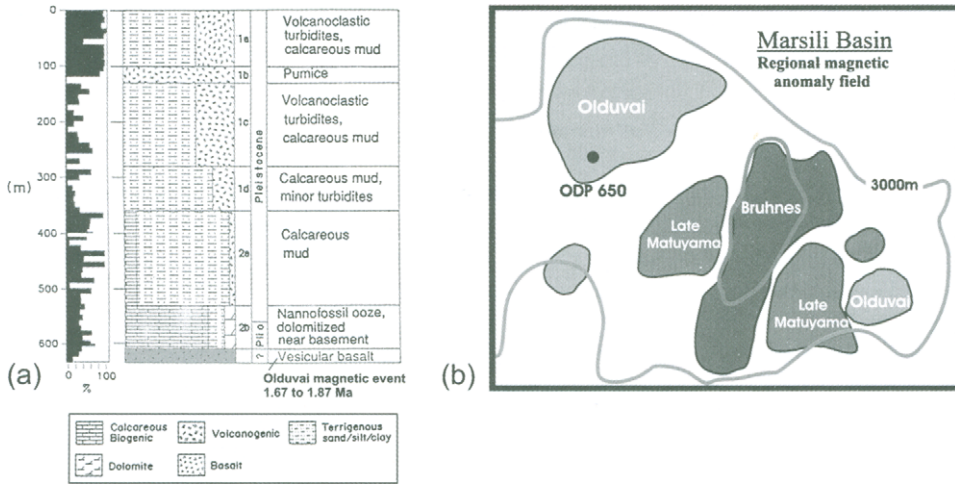 0
100
200
(m) 300
400
500
600
0 100
%
1a
1b
1c
1d
2a
2b
Pleistocene
? Plio
Volcanoclastic
turbidites,
calcareous mud
Pumice
Volcanoclastic
turbidites,
calcareous mud
Calcareous mud,
minor turbidites
Calcareous
mud
Nannofossil ooze,
dolomitized
near basement
Vesicular basalt
Olduvai magnetic event
1.67 to 1.87 Ma
(a)
Calcareous
Biogenic
Volcanogenic
Terrigenous
sand/silt/clay
Dolomite
Basalt
(b)
Marsili Basin
Regional magnetic
anomaly field
Olduvai
ODP 650
3000m
Bruhnes
Late
Matuyama
Late
Matuyama
Olduvai